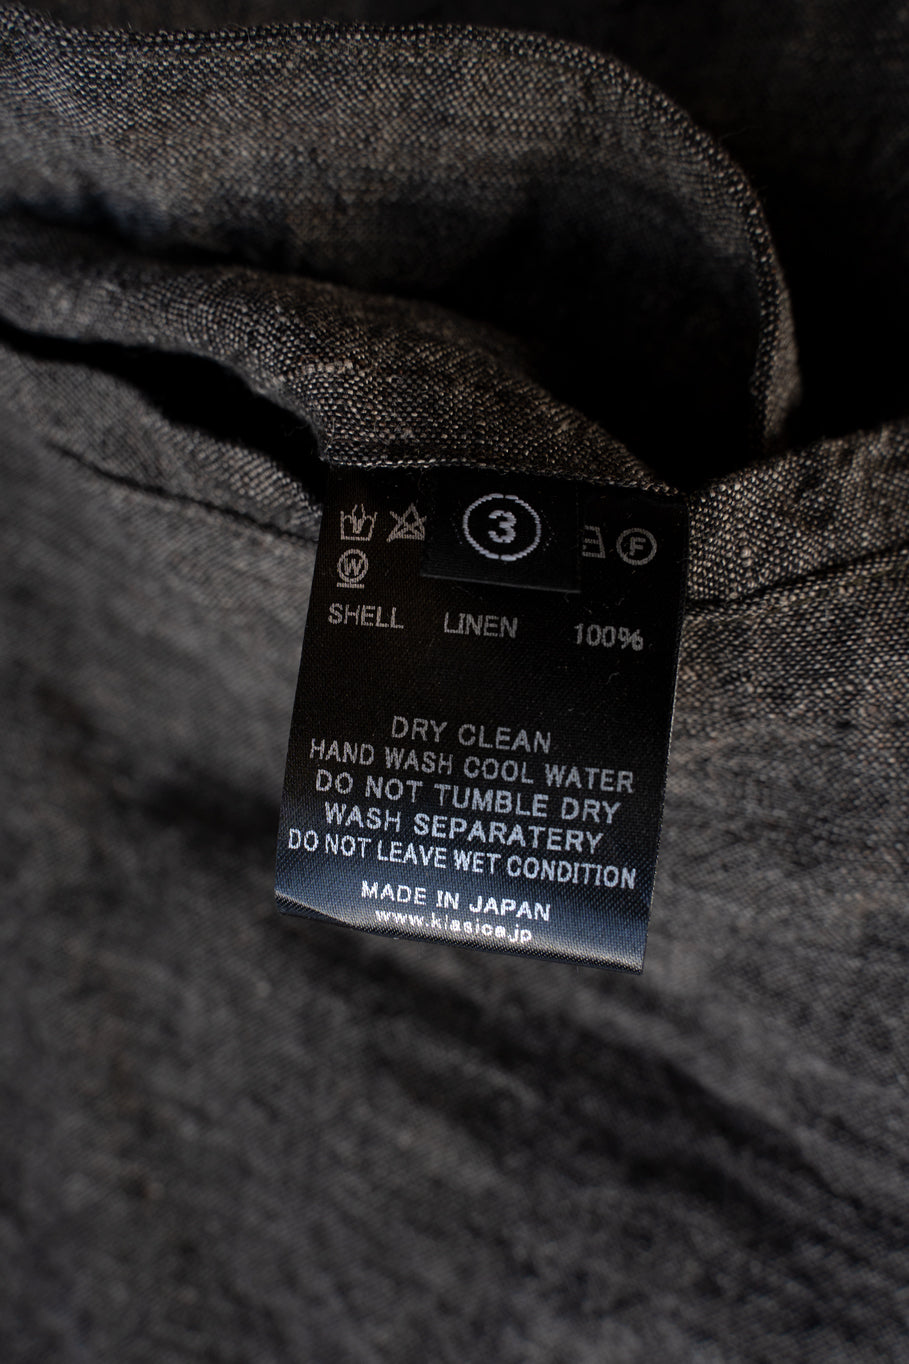 3
F
W
SHELL LINEN 100%
DRY CLEAN
HAND WASH COOL WATER
DO NOT TUMBLE DRY
WASH SEPARATERY
DO NOT LEAVE WET CONDITION
MADE IN JAPAN
www.klasica.jp